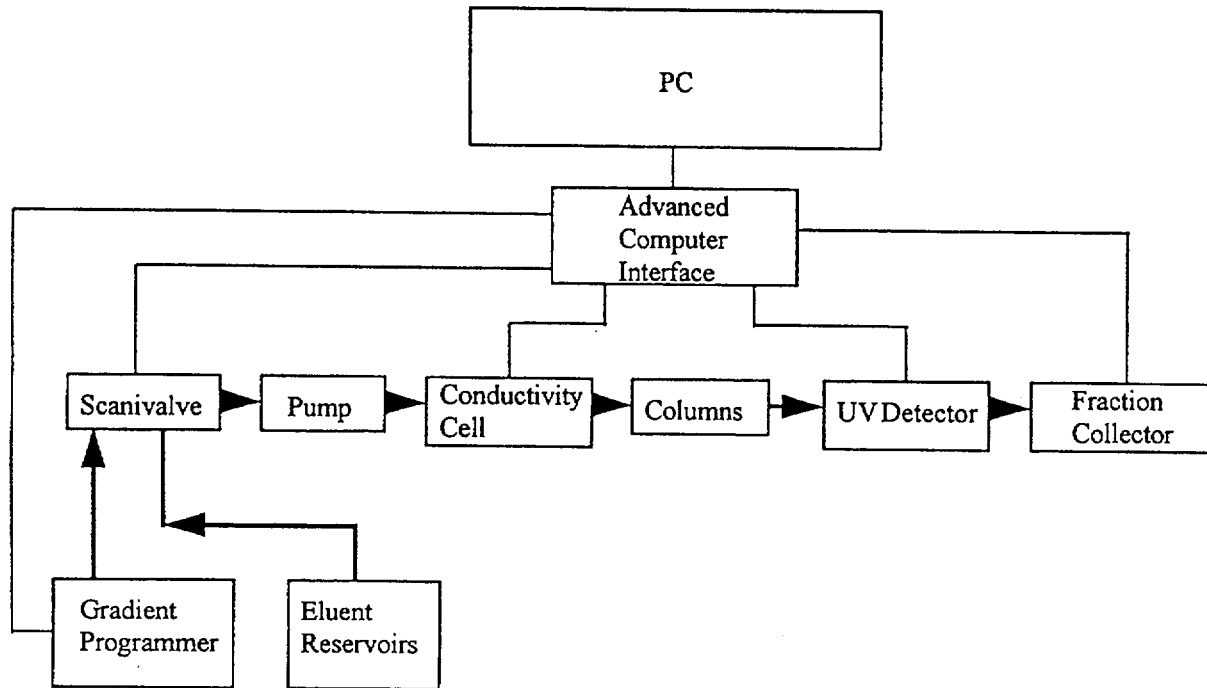 PC
Advanced
Computer
Interface
Scanivalve
Pump
Conductivity
Cell
Columns
UV Detector
Fraction
Collector
Gradient
Programmer
Eluent
Reservoirs